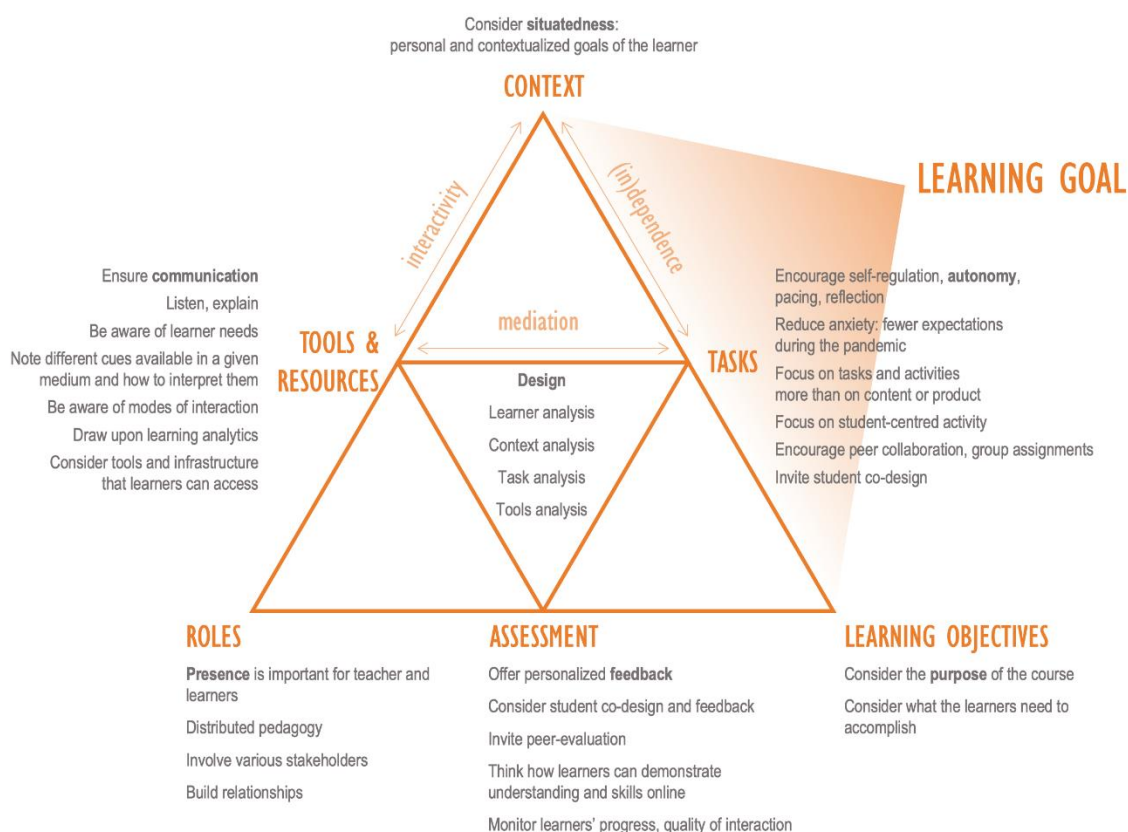 Consider situatedness:
personal and contextualized goals of the learner
CONTEXT
LEARNING GOAL
interactivity
(in)dependence
mediation
Ensure communication
Listen, explain
Be aware of learner needs
Note different cues available in a given
medium and how to interpret them
Be aware of modes of interaction
Draw upon learning analytics
Consider tools and infrastructure
that learners can access
TOOLS &
RESOURCES
Design
Learner analysis
Context analysis
Task analysis
Tools analysis
TASKS
Encourage self-regulation, autonomy,
pacing, reflection
Reduce anxiety: fewer expectations
during the pandemic
Focus on tasks and activities
more than on content or product
Focus on student-centred activity
Encourage peer collaboration, group assignments
Invite student co-design
ROLES
Presence is important for teacher and
learners
Distributed pedagogy
Involve various stakeholders
Build relationships
ASSESSMENT
Offer personalized feedback
Consider student co-design and feedback
Invite peer-evaluation
Think how learners can demonstrate
understanding and skills online
Monitor learners' progress, quality of interaction
LEARNING OBJECTIVES
Consider the purpose of the course
Consider what the learners need to
accomplish